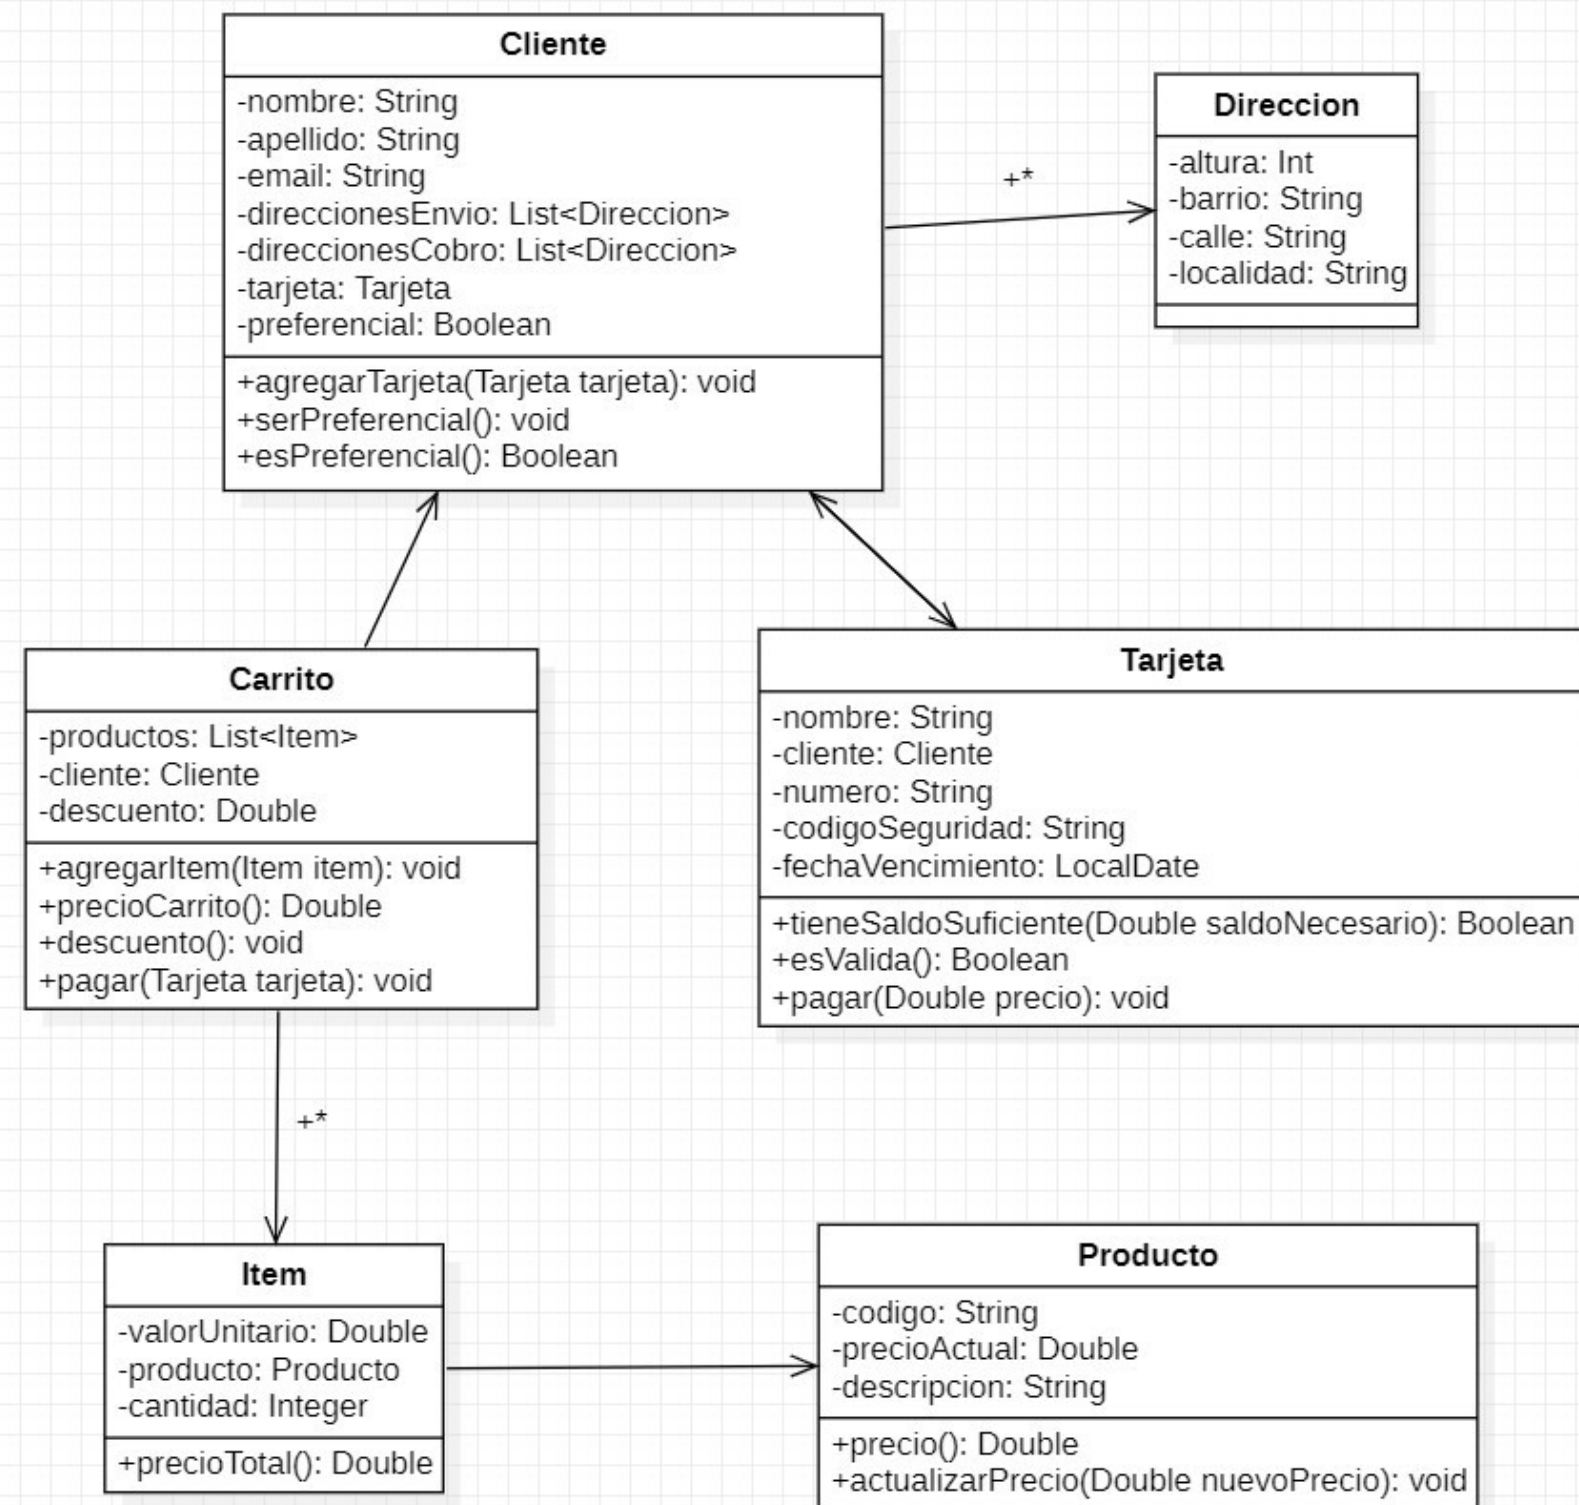 Cliente
-nombre: String
-apellido: String
-email: String
-direccionesEnvio: List<Direccion>
-direccionesCobro: List<Direccion>
-tarjeta: Tarjeta
-preferencial: Boolean
+agregarTarjeta(Tarjeta tarjeta): void
+serPreferencial(): void
+esPreferencial(): Boolean
+*
Direccion
-altura: Int
-barrio: String
-calle: String
-localidad: String
Carrito
-productos: List<Item>
-cliente: Cliente
-descuento: Double
+agregarItem(Item item): void
+precioCarrito(): Double
+descuento(): void
+pagar(Tarjeta tarjeta): void
Tarjeta
-nombre: String
-cliente: Cliente
-numero: String
-codigoSeguridad: String
-fechaVencimiento: LocalDate
+tieneSaldoSuficiente(Double saldoNecesario): Boolean
+esValida(): Boolean
+pagar(Double precio): void
+*
Item
-valorUnitario: Double
-producto: Producto
-cantidad: Integer
+precioTotal(): Double
Producto
-codigo: String
-precioActual: Double
-descripcion: String
+precio(): Double
+actualizarPrecio(Double nuevoPrecio): void